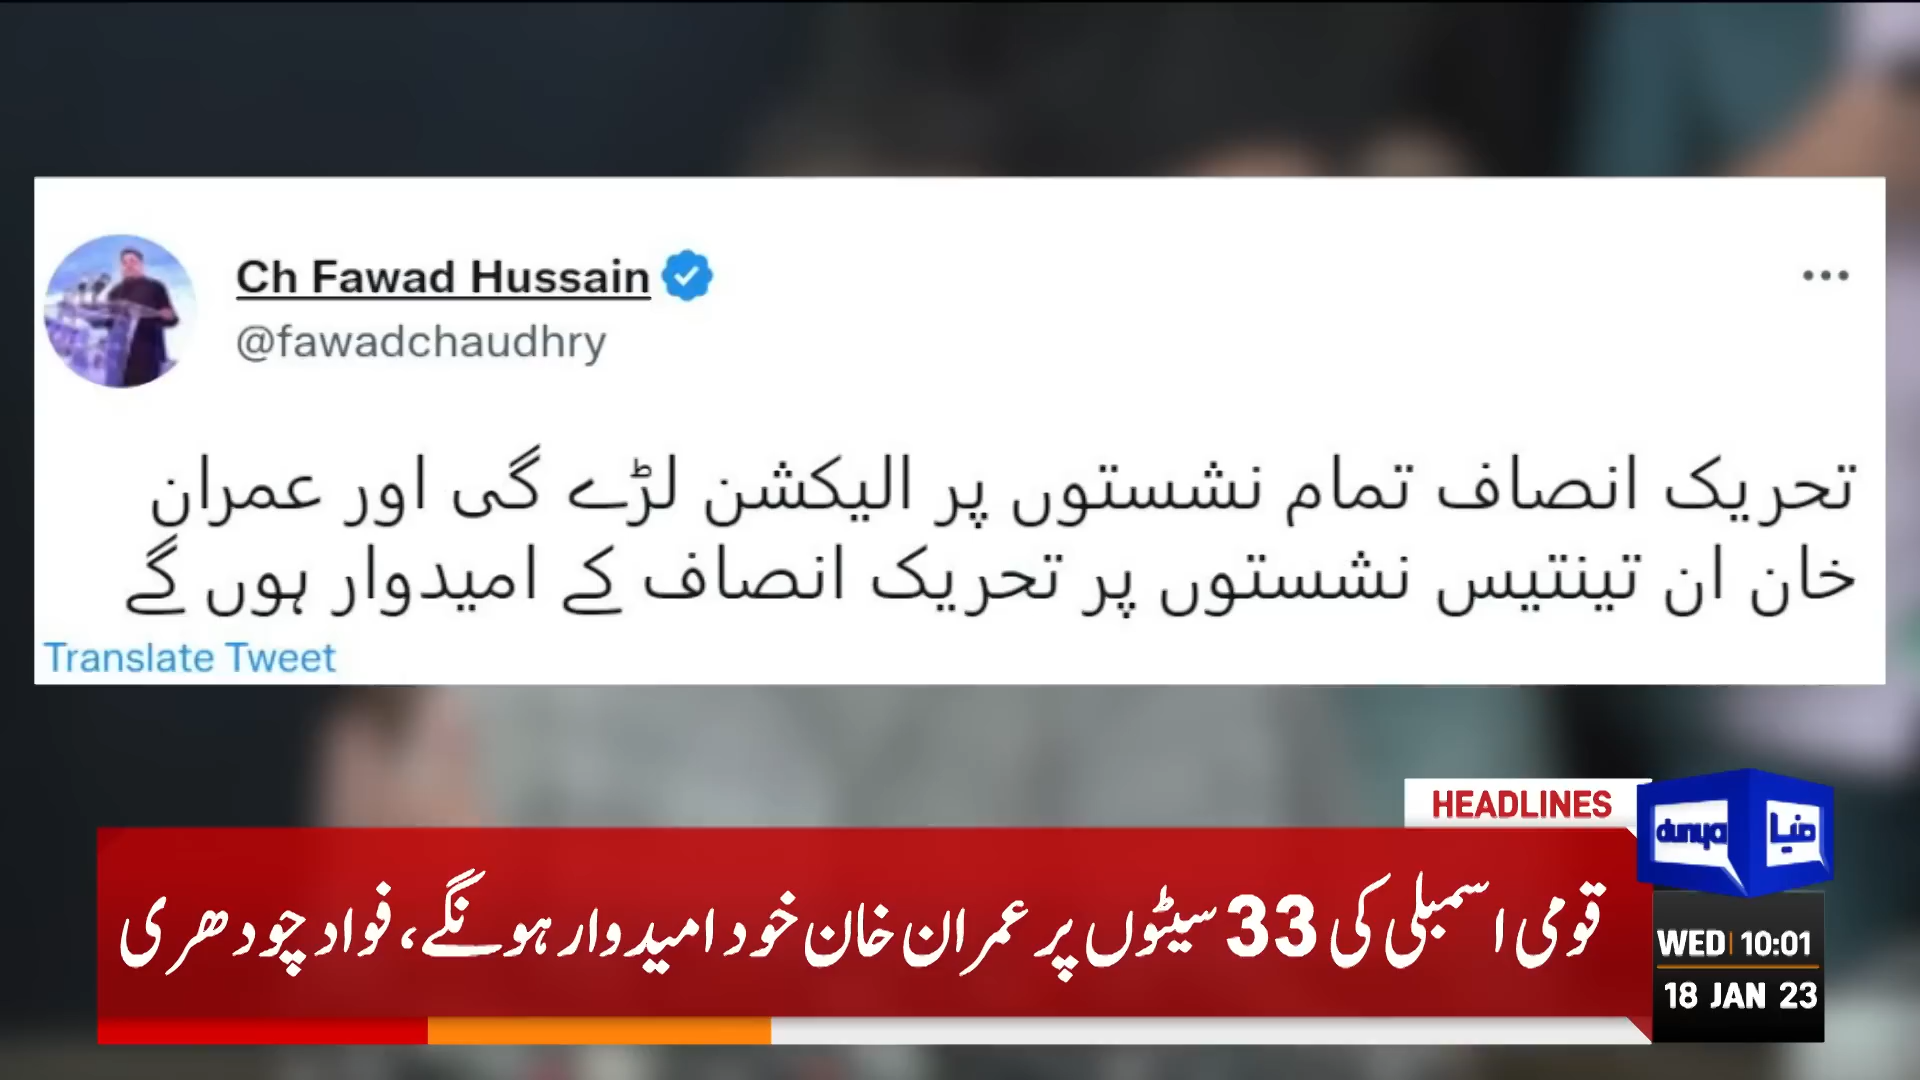 Ch Fawad Hussain
@fawadchaudhry
تحریک انصاف تمام نشستوں پر الیکشن لڑے گی اور عمران
خان ان تینتیس نشستوں پر تحریک انصاف کے امیدوار ہوں گے
Translate Tweet
HEADLINES
dunya دنیا
قومی اسمبلی کی 33 سیٹوں پر عمران خان خود امیدوار ہونگے، فواد چودھری
WED 10:01
18 JAN 23